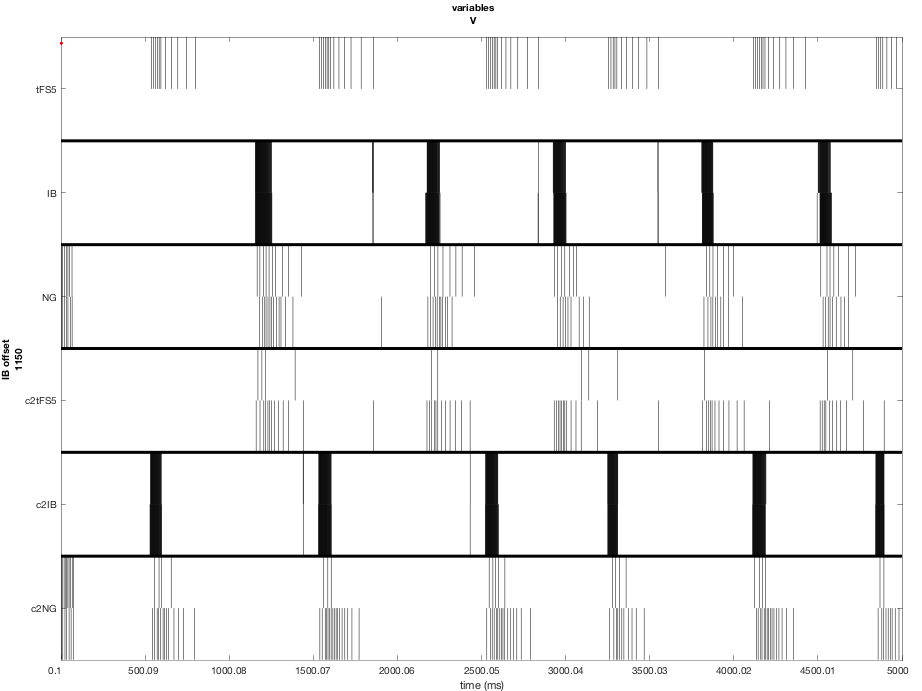 variables
V
tFS5
IB
NG
c2tFS5
c2IB
c2NG
IB offset
1150
0.1 500.09 1000.08 1500.07 2000.06 2500.05 3000.04 3500.03 4000.02 4500.01 5000
time (ms)